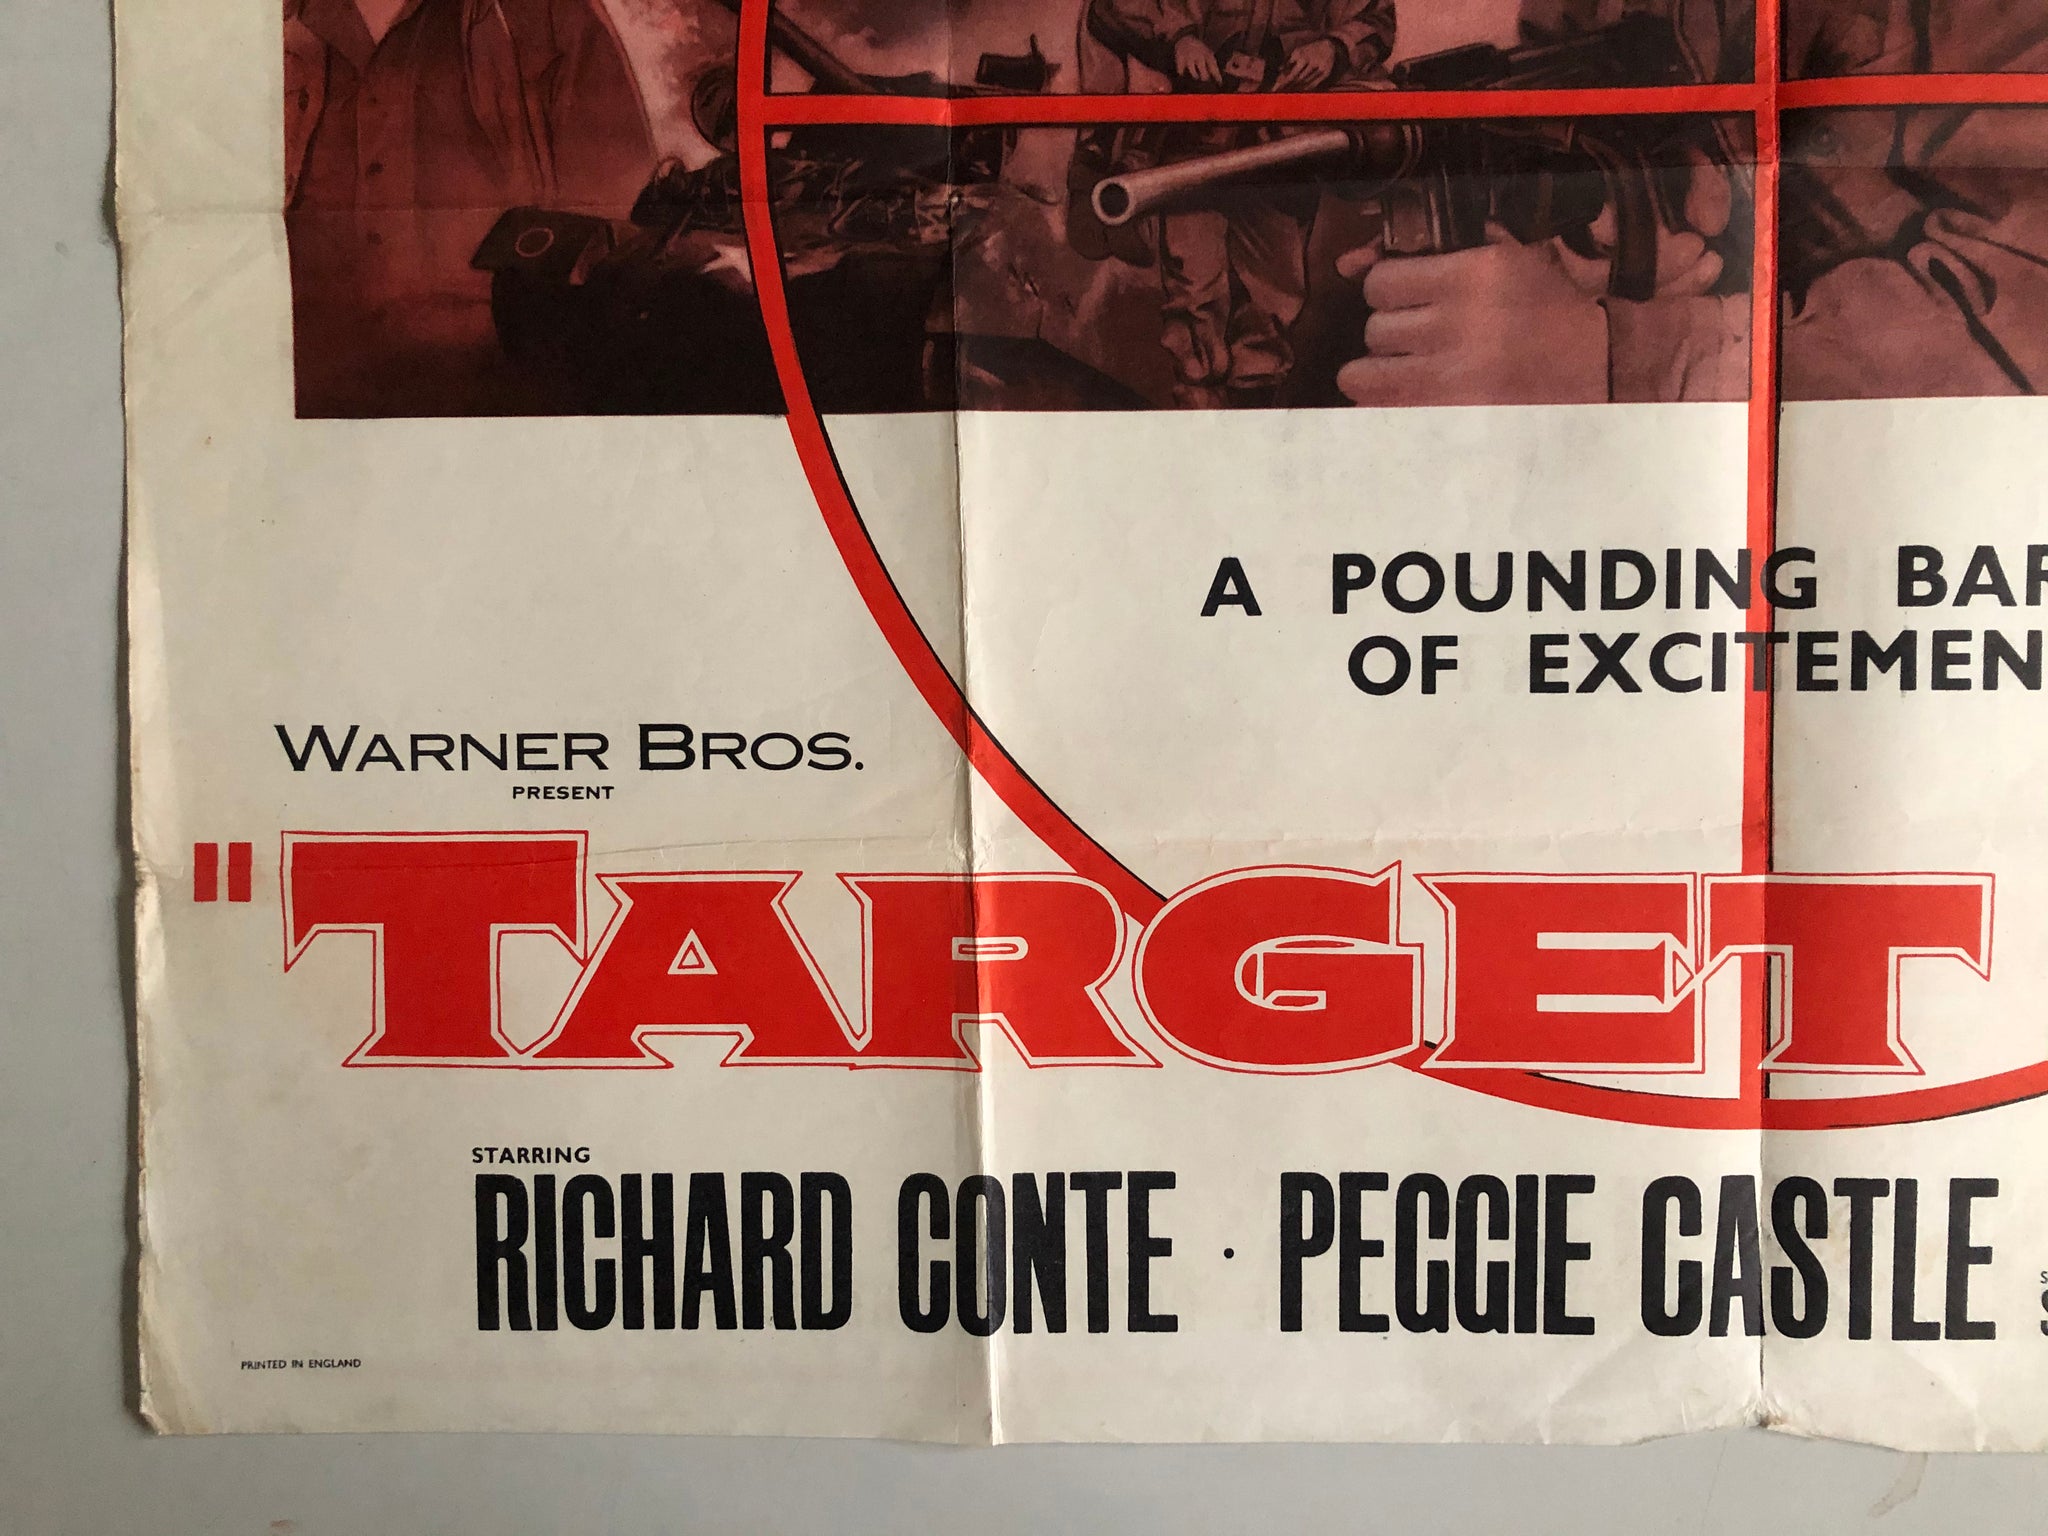 A POUNDING BAR
OF EXCITEMEN
WARNER BROS.
PRESENT
"TARGET
STARRING
RICHARD CONTE · PEGGIE CASTLE
PRINTED IN ENGLAND